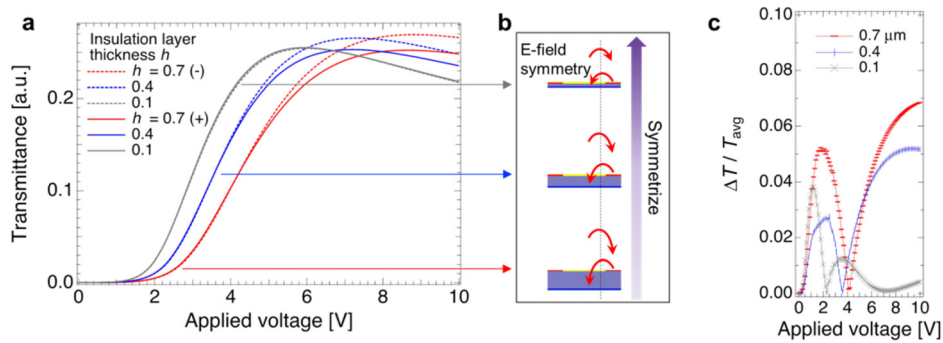 a
Insulation layer
thickness h
h = 0.7 (-)
0.4
0.1
h = 0.7 (+)
0.4
0.1
Transmittance [a.u.]
0.2
0.1
0.0
0 2 4 6 8 10
Applied voltage [V]
b
E-field
symmetry
Symmetrize
c
0.7 μm
0.4
0.1
ΔT / Tavg
0.10
0.08
0.06
0.04
0.02
0.00
0 2 4 6 8 10
Applied voltage [V]